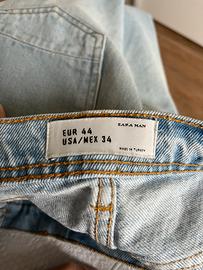 ZARA MAN
EUR 44
USA/MEX 34
MADE IN TURKEY